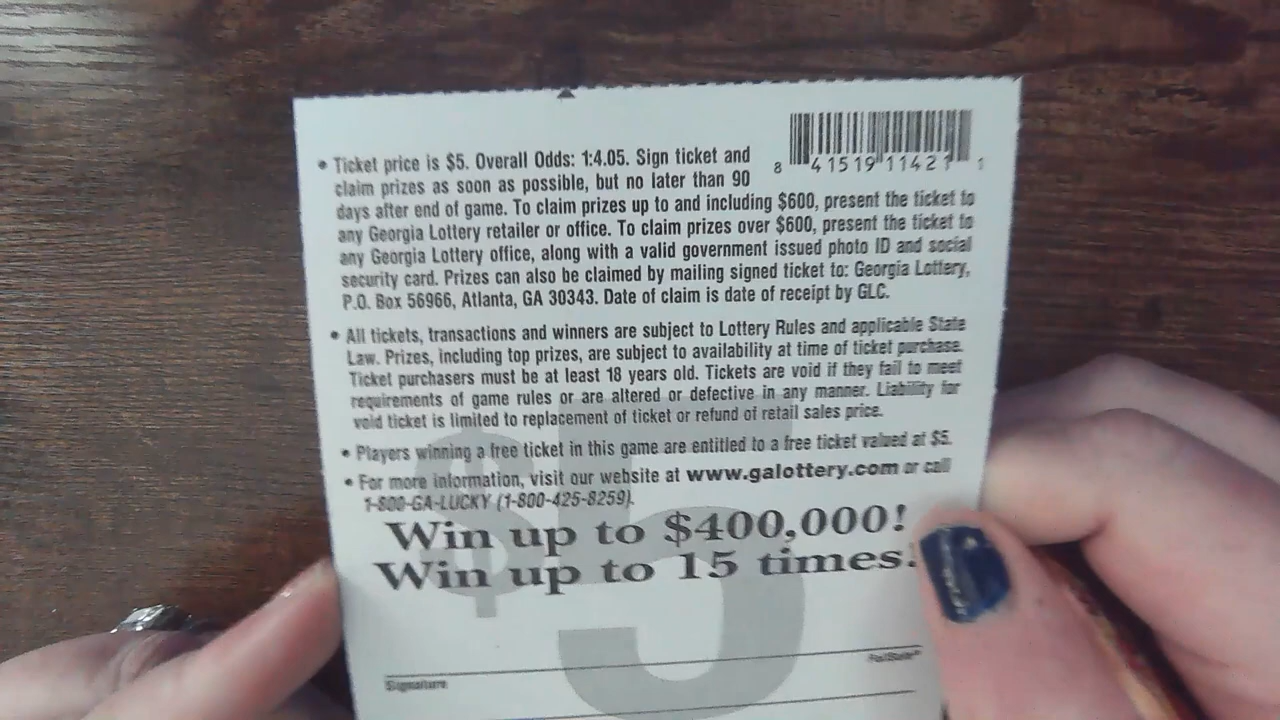 • Ticket price is $5. Overall Odds: 1:4.05. Sign ticket and
claim prizes as soon as possible, but no later than 90
days after end of game. To claim prizes up to and including $600, present the ticket to
any Georgia Lottery retailer or office. To claim prizes over $600, present the ticket to
any Georgia Lottery office, along with a valid government issued photo ID and social
security card. Prizes can also be claimed by mailing signed ticket to: Georgia Lottery,
P.O. Box 56966, Atlanta, GA 30343. Date of claim is date of receipt by GLC.
8 41519 11421 1
• All tickets, transactions and winners are subject to Lottery Rules and applicable State
Law. Prizes, including top prizes, are subject to availability at time of ticket purchase.
Ticket purchasers must be at least 18 years old. Tickets are void if they fail to meet
requirements of game rules or are altered or defective in any manner. Liability for
void ticket is limited to replacement of ticket or refund of retail sales price.
• Players winning a free ticket in this game are entitled to a free ticket valued at $5.
• For more information, visit our website at www.galottery.com or call
1-800-GA-LUCKY (1-800-425-8259).
$5
Win up to $400,000!
Win up to 15 times!
Signature